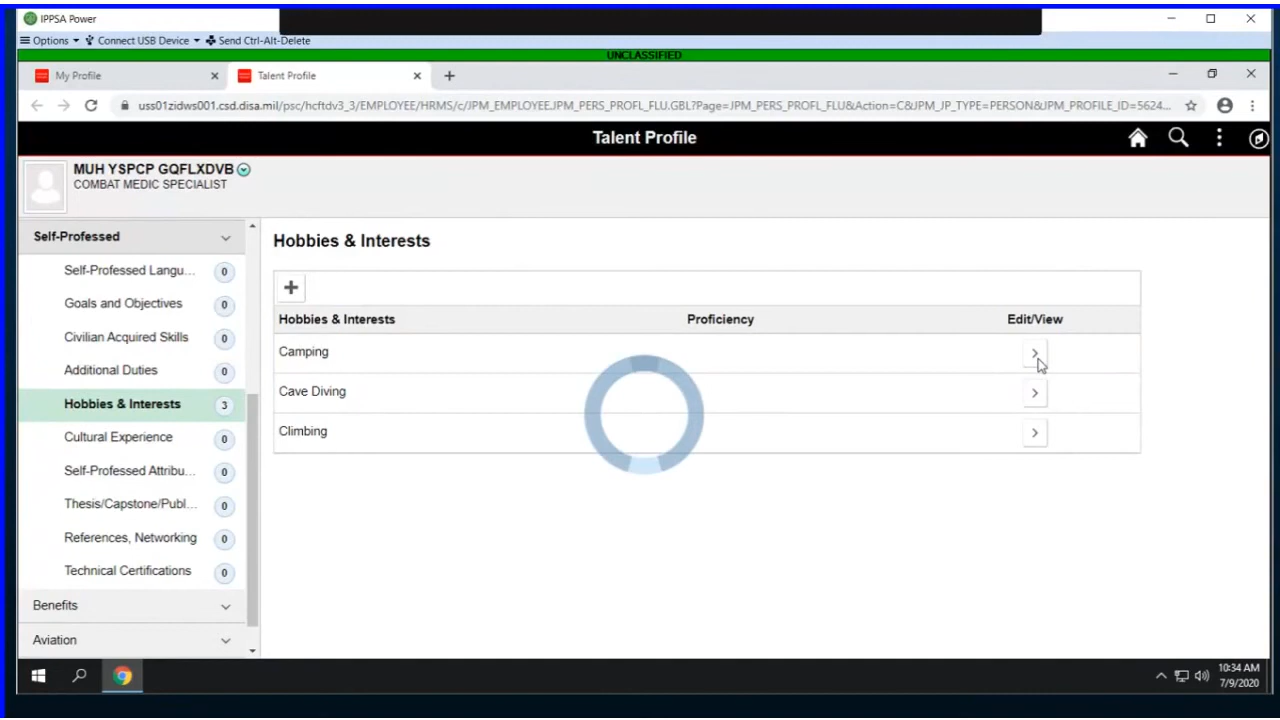 IPPSA Power
Options Connect USB Device Send Ctrl-Alt-Delete
UNCLASSIFIED
My Profile Talent Profile
uss01zidws001.csd.disa.mil/psc/hcftdv3_3/EMPLOYEE/HRMS/c/JPM_EMPLOYEE.JPM_PERS_PROFL_FLU.GBL?Page=JPM_PERS_PROFL_FLU&Action=C&JPM_JP_TYPE=PERSON&JPM_PROFILE_ID=5624...
Talent Profile
MUH YSPCP GQFLXDVB
COMBAT MEDIC SPECIALIST
Self-Professed
Self-Professed Langu... 0
Goals and Objectives 0
Civilian Acquired Skills 0
Additional Duties 0
Hobbies & Interests 3
Cultural Experience 0
Self-Professed Attribu... 0
Thesis/Capstone/Publ... 0
References, Networking 0
Technical Certifications 0
Benefits
Aviation
Hobbies & Interests
Hobbies & Interests Proficiency Edit/View
Camping
Cave Diving
Climbing
10:34 AM
7/9/2020